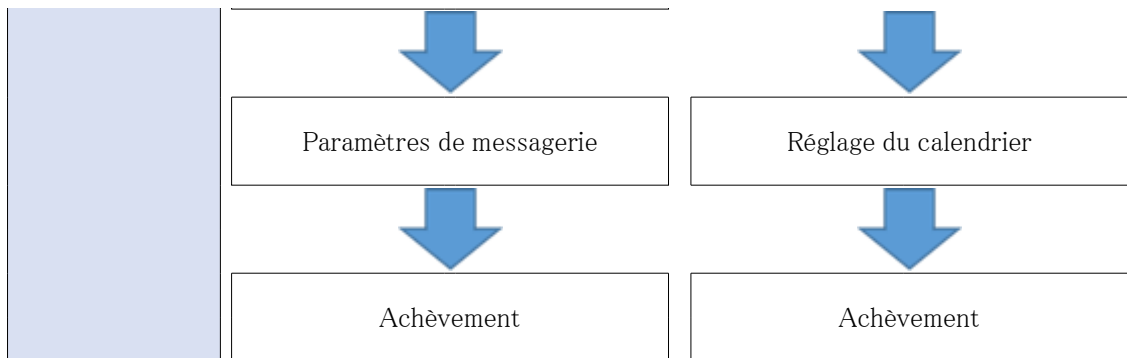 Paramètres de messagerie
Réglage du calendrier
Achèvement
Achèvement